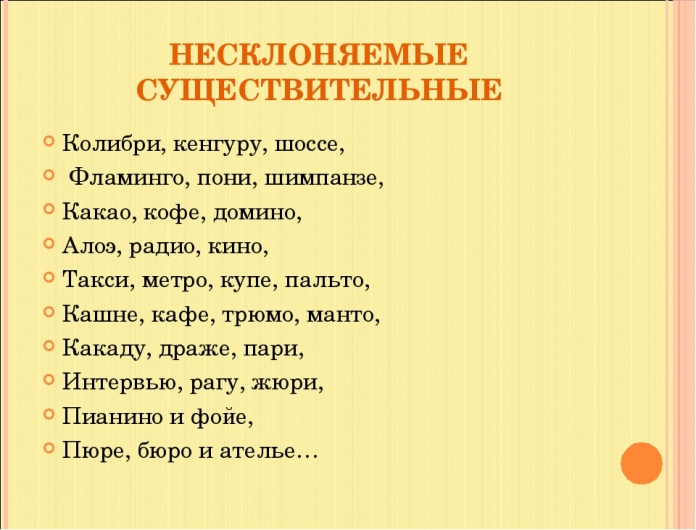 НЕСКЛОНЯЕМЫЕ
СУЩЕСТВИТЕЛЬНЫЕ
Колибри, кенгуру, шоссе,
Фламинго, пони, шимпанзе,
Какао, кофе, домино,
Алоэ, радио, кино,
Такси, метро, купе, пальто,
Кашне, кафе, трюмо, манто,
Какаду, драже, пари,
Интервью, рагу, жюри,
Пианино и фойе,
Пюре, бюро и ателье…